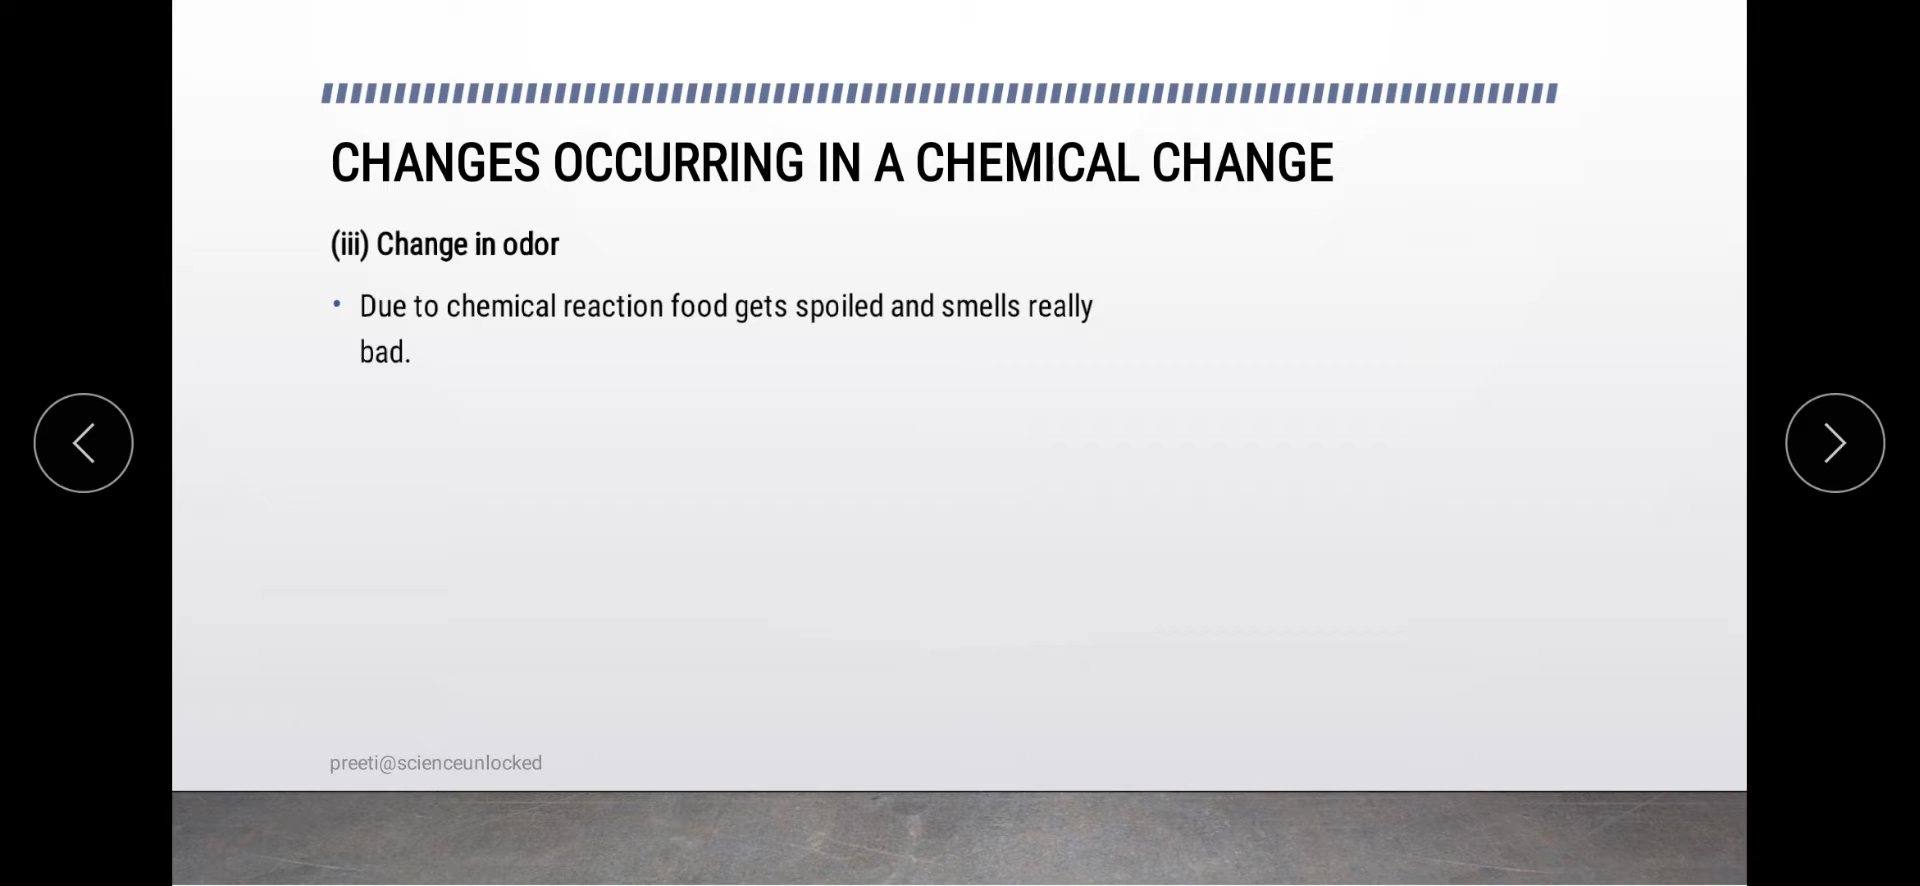 CHANGES OCCURRING IN A CHEMICAL CHANGE
(iii) Change in odor
• Due to chemical reaction food gets spoiled and smells really
bad.
preeti@scienceunlocked